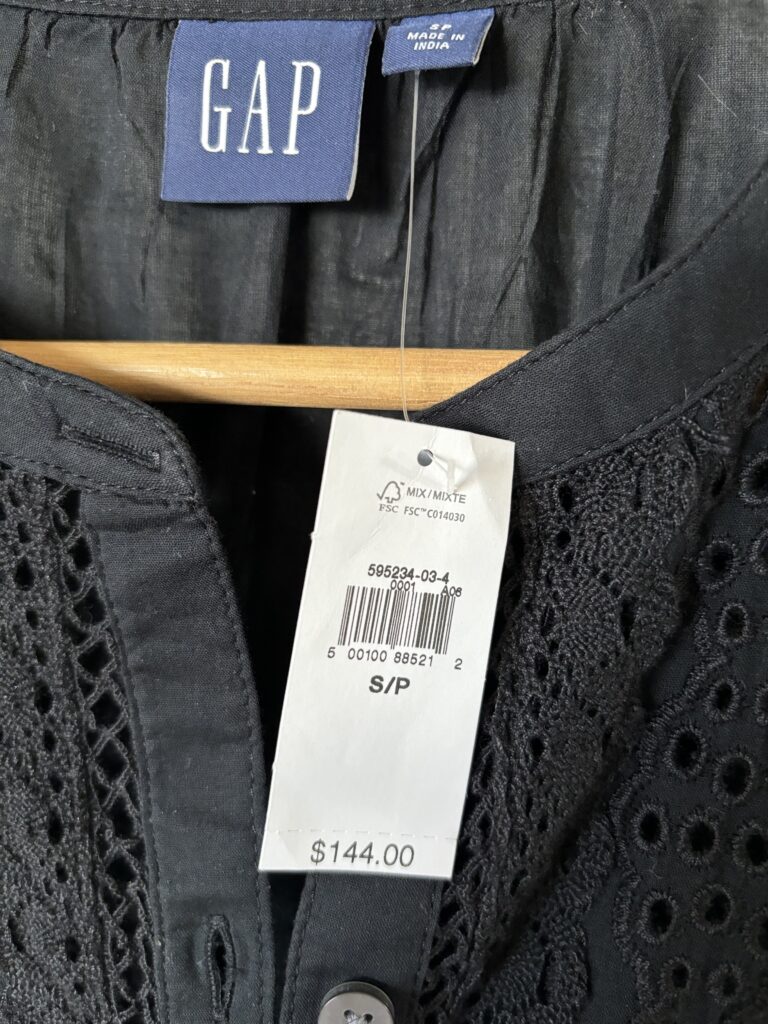 GAP
SP
MADE IN
INDIA
MIX/MIXTE
FSC FSC™ C014030
595234-03-4
0001 A06
5 00100 88521 2
S/P
$144.00